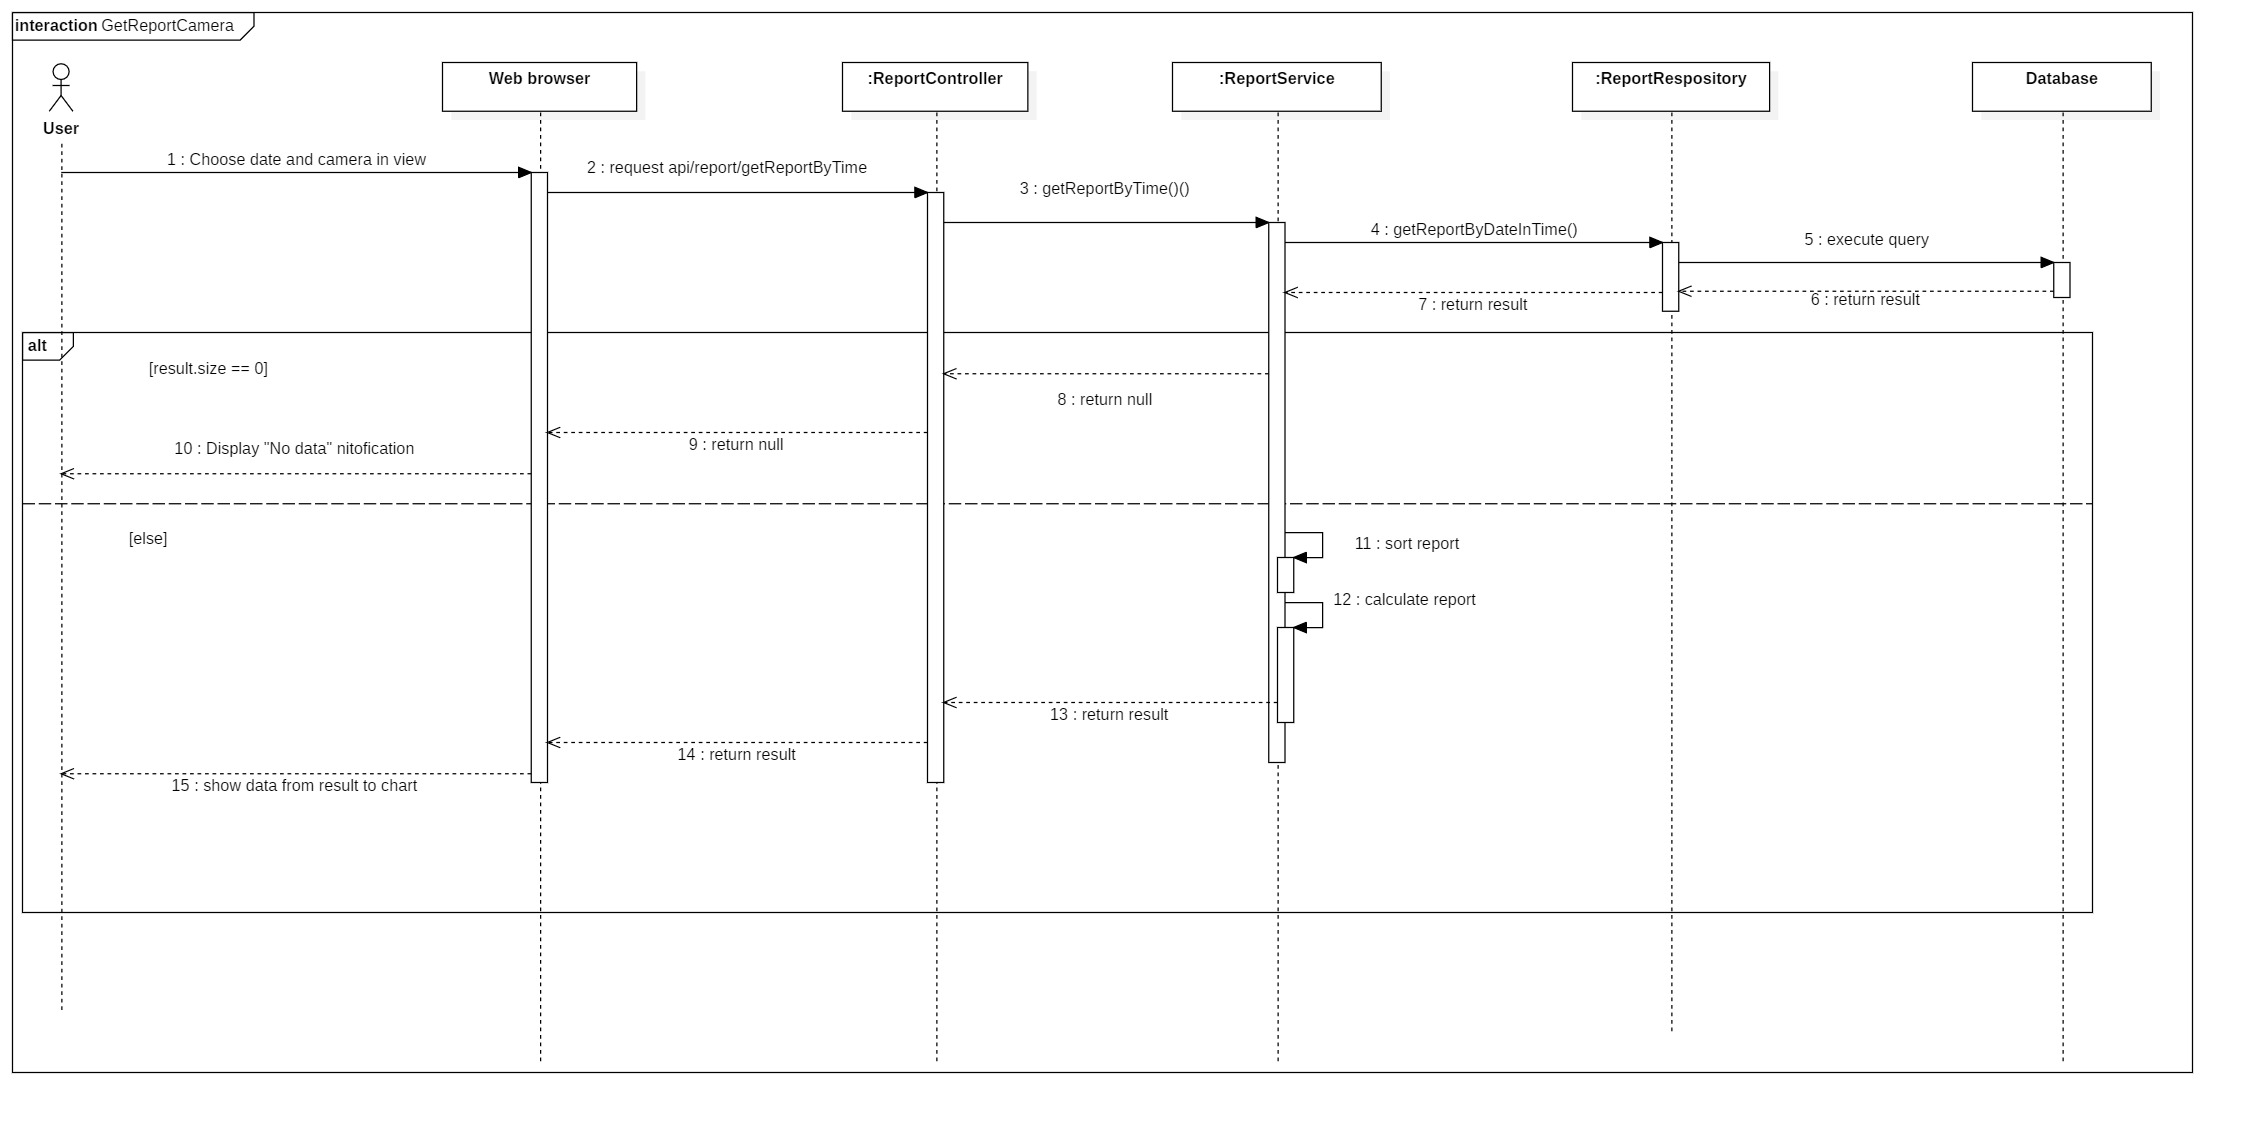 interaction GetReportCamera
User
Web browser
:ReportController
:ReportService
:ReportRespository
Database
1 : Choose date and camera in view
2 : request api/report/getReportByTime
3 : getReportByTime()()
4 : getReportByDateInTime()
5 : execute query
6 : return result
7 : return result
alt
[result.size == 0]
8 : return null
9 : return null
10 : Display "No data" nitofication
[else]
11 : sort report
12 : calculate report
13 : return result
14 : return result
15 : show data from result to chart